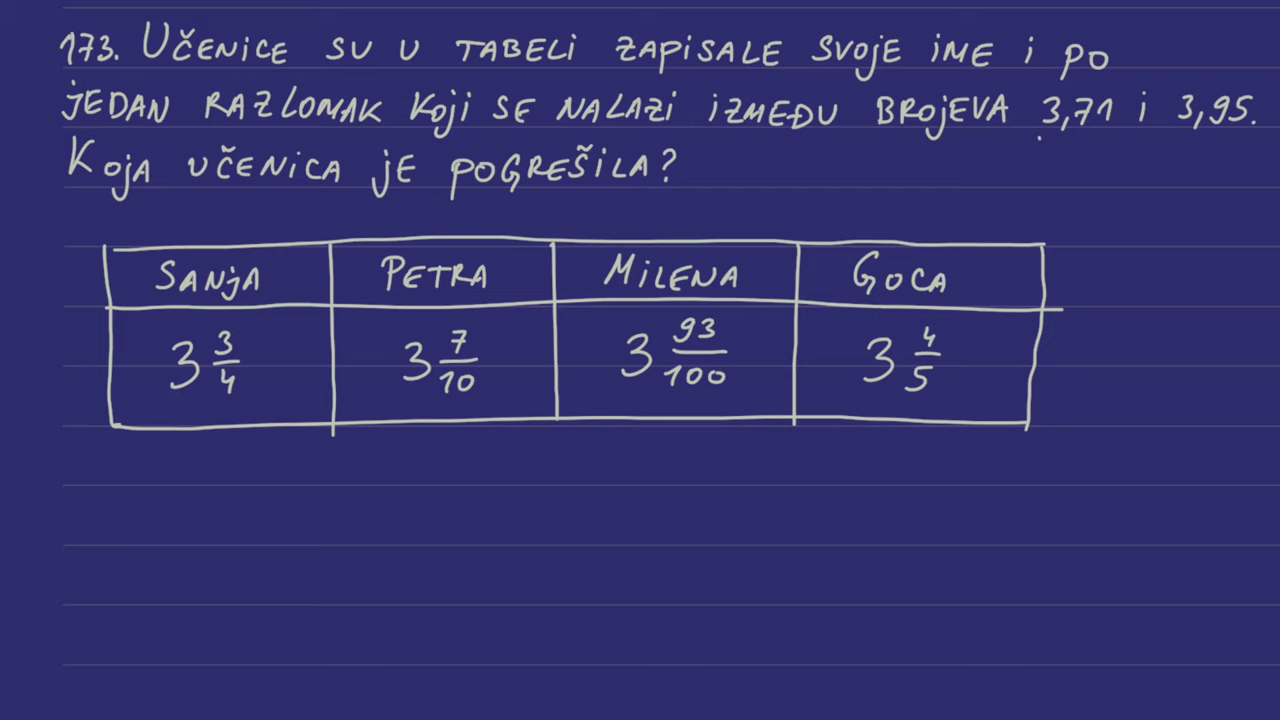 173. UČENICE SU U TABELI ZAPISALE SVOJE IME I PO
JEDAN RAZLOMAK KOJI SE NALAZI IZMEĐU BROJEVA 3,71 I 3,95.
KOJA UČENICA JE POGREŠILA?
SANJA PETRA MILENA GOCA
3 3/4 3 7/10 3 93/100 3 4/5